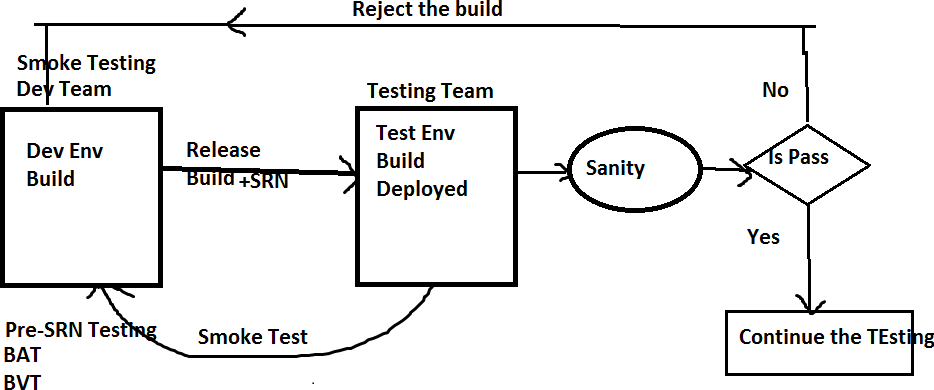 Reject the build
Smoke Testing
Dev Team
Testing Team
No
Dev Env
Build
Release
Build +SRN
Test Env
Build
Deployed
Sanity
Is Pass
Yes
Pre-SRN Testing
BAT
BVT
Smoke Test
Continue the TEsting